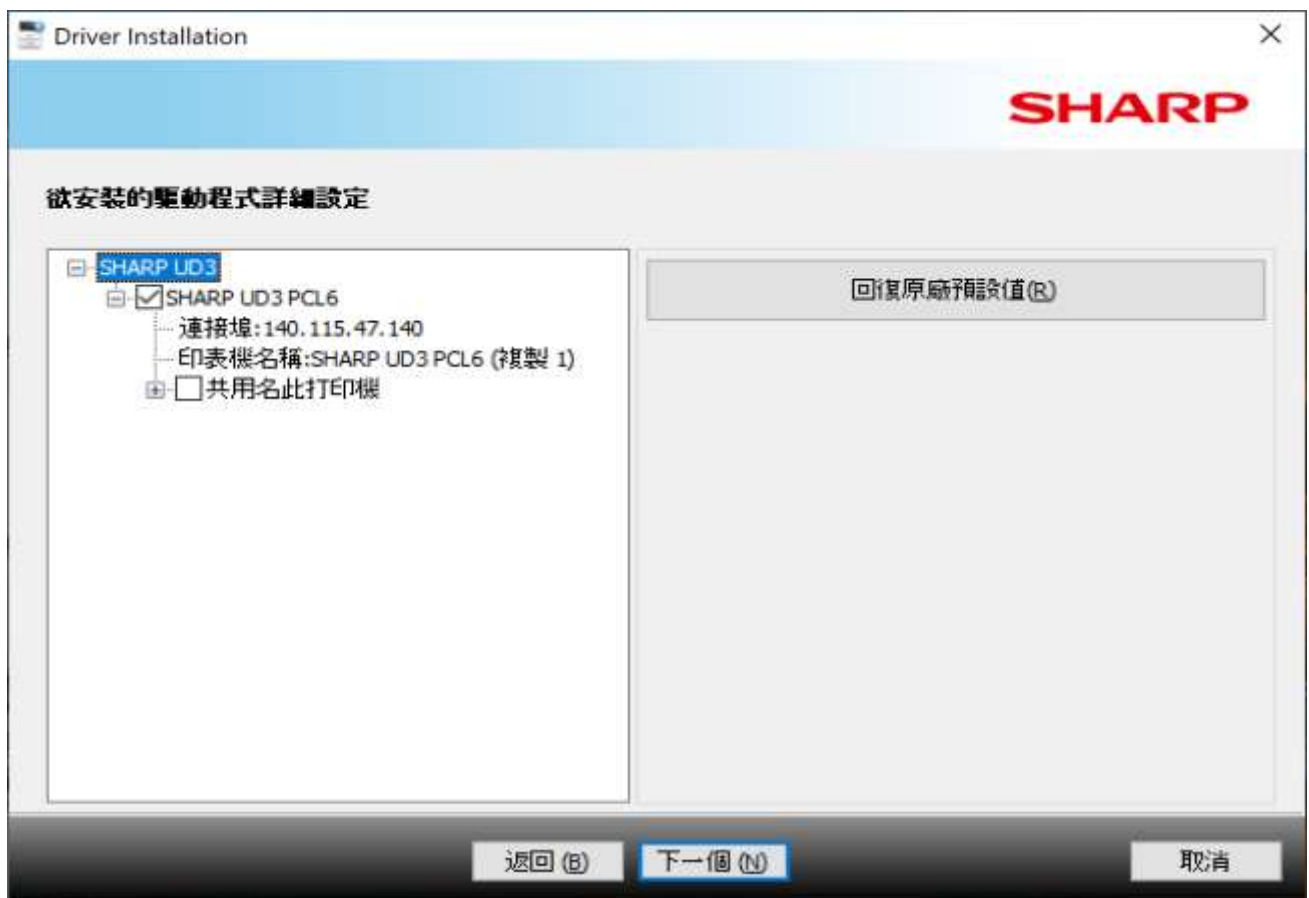 Driver Installation
SHARP
欲安裝的驅動程式詳細設定
SHARP UD3
SHARP UD3 PCL6
連接埠:140.115.47.140
印表機名稱:SHARP UD3 PCL6 (複製 1)
共用名此打印機
回復原廠預設值(R)
返回 (B)
下一個 (N)
取消